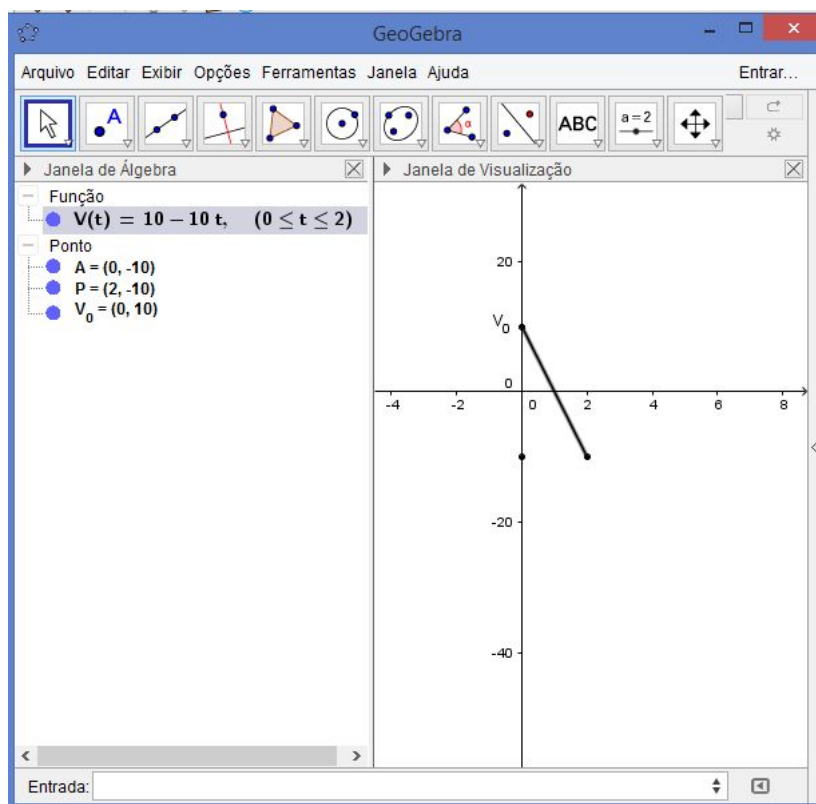 GeoGebra
Arquivo Editar Exibir Opções Ferramentas Janela Ajuda Entrar...
A ABC a=2
Janela de Álgebra
Função
V(t) = 10 − 10 t, (0 ≤ t ≤ 2)
Ponto
A = (0, -10)
P = (2, -10)
V₀ = (0, 10)
Janela de Visualização
20
V₀
0
-4 -2 0 2 4 6 8
-20
-40
Entrada: